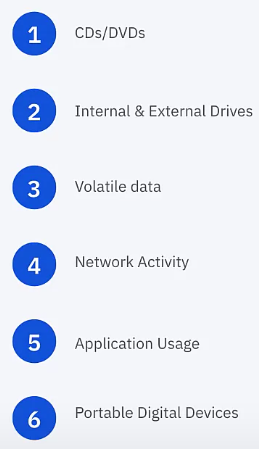 1 CDs/DVDs
2 Internal & External Drives
3 Volatile data
4 Network Activity
5 Application Usage
6 Portable Digital Devices